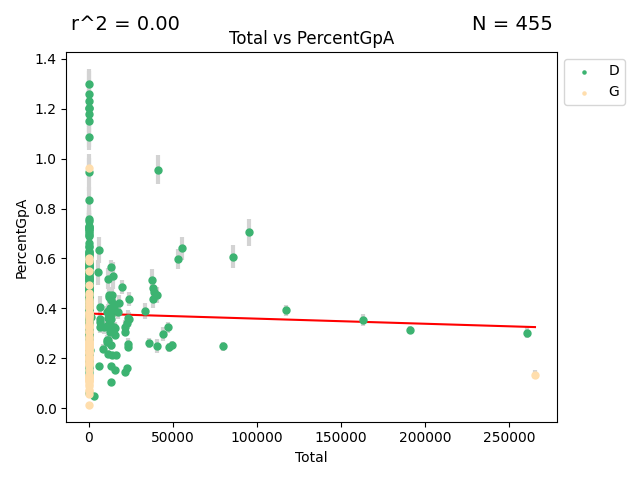 r^2 = 0.00
N = 455
Total vs PercentGpA
D
G
PercentGpA
1.4
1.2
1.0
0.8
0.6
0.4
0.2
0.0
0
50000
100000
150000
200000
250000
Total